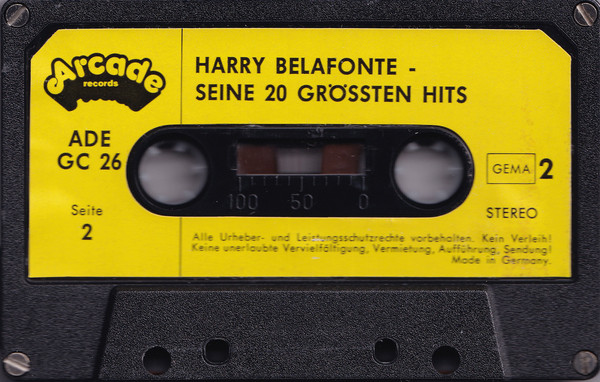 Arcade
records
HARRY BELAFONTE -
SEINE 20 GRÖSSTEN HITS
ADE
GC 26
GEMA 2
100 50 0
Seite
2
STEREO
Alle Urheber- und Leistungsschutzrechte vorbehalten. Kein Verleih!
Keine unerlaubte Vervielfältigung, Vermietung, Aufführung, Sendung!
Made in Germany.